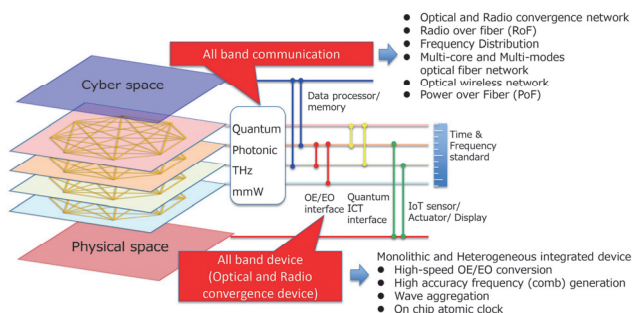 All band communication
● Optical and Radio convergence network
● Radio over fiber (RoF)
● Frequency Distribution
● Multi-core and Multi-modes
optical fiber network
● Optical wireless network
● Power over Fiber (PoF)
Cyber space
Data processor/
memory
Quantum
Photonic
THz
mmW
Time &
Frequency
standard
OE/EO
interface
Quantum
ICT
interface
IoT sensor/
Actuator/ Display
Physical space
All band device
(Optical and Radio
convergence device)
Monolithic and Heterogeneous integrated device
● High-speed OE/EO conversion
● High accuracy frequency (comb) generation
● Wave aggregation
● On chip atomic clock